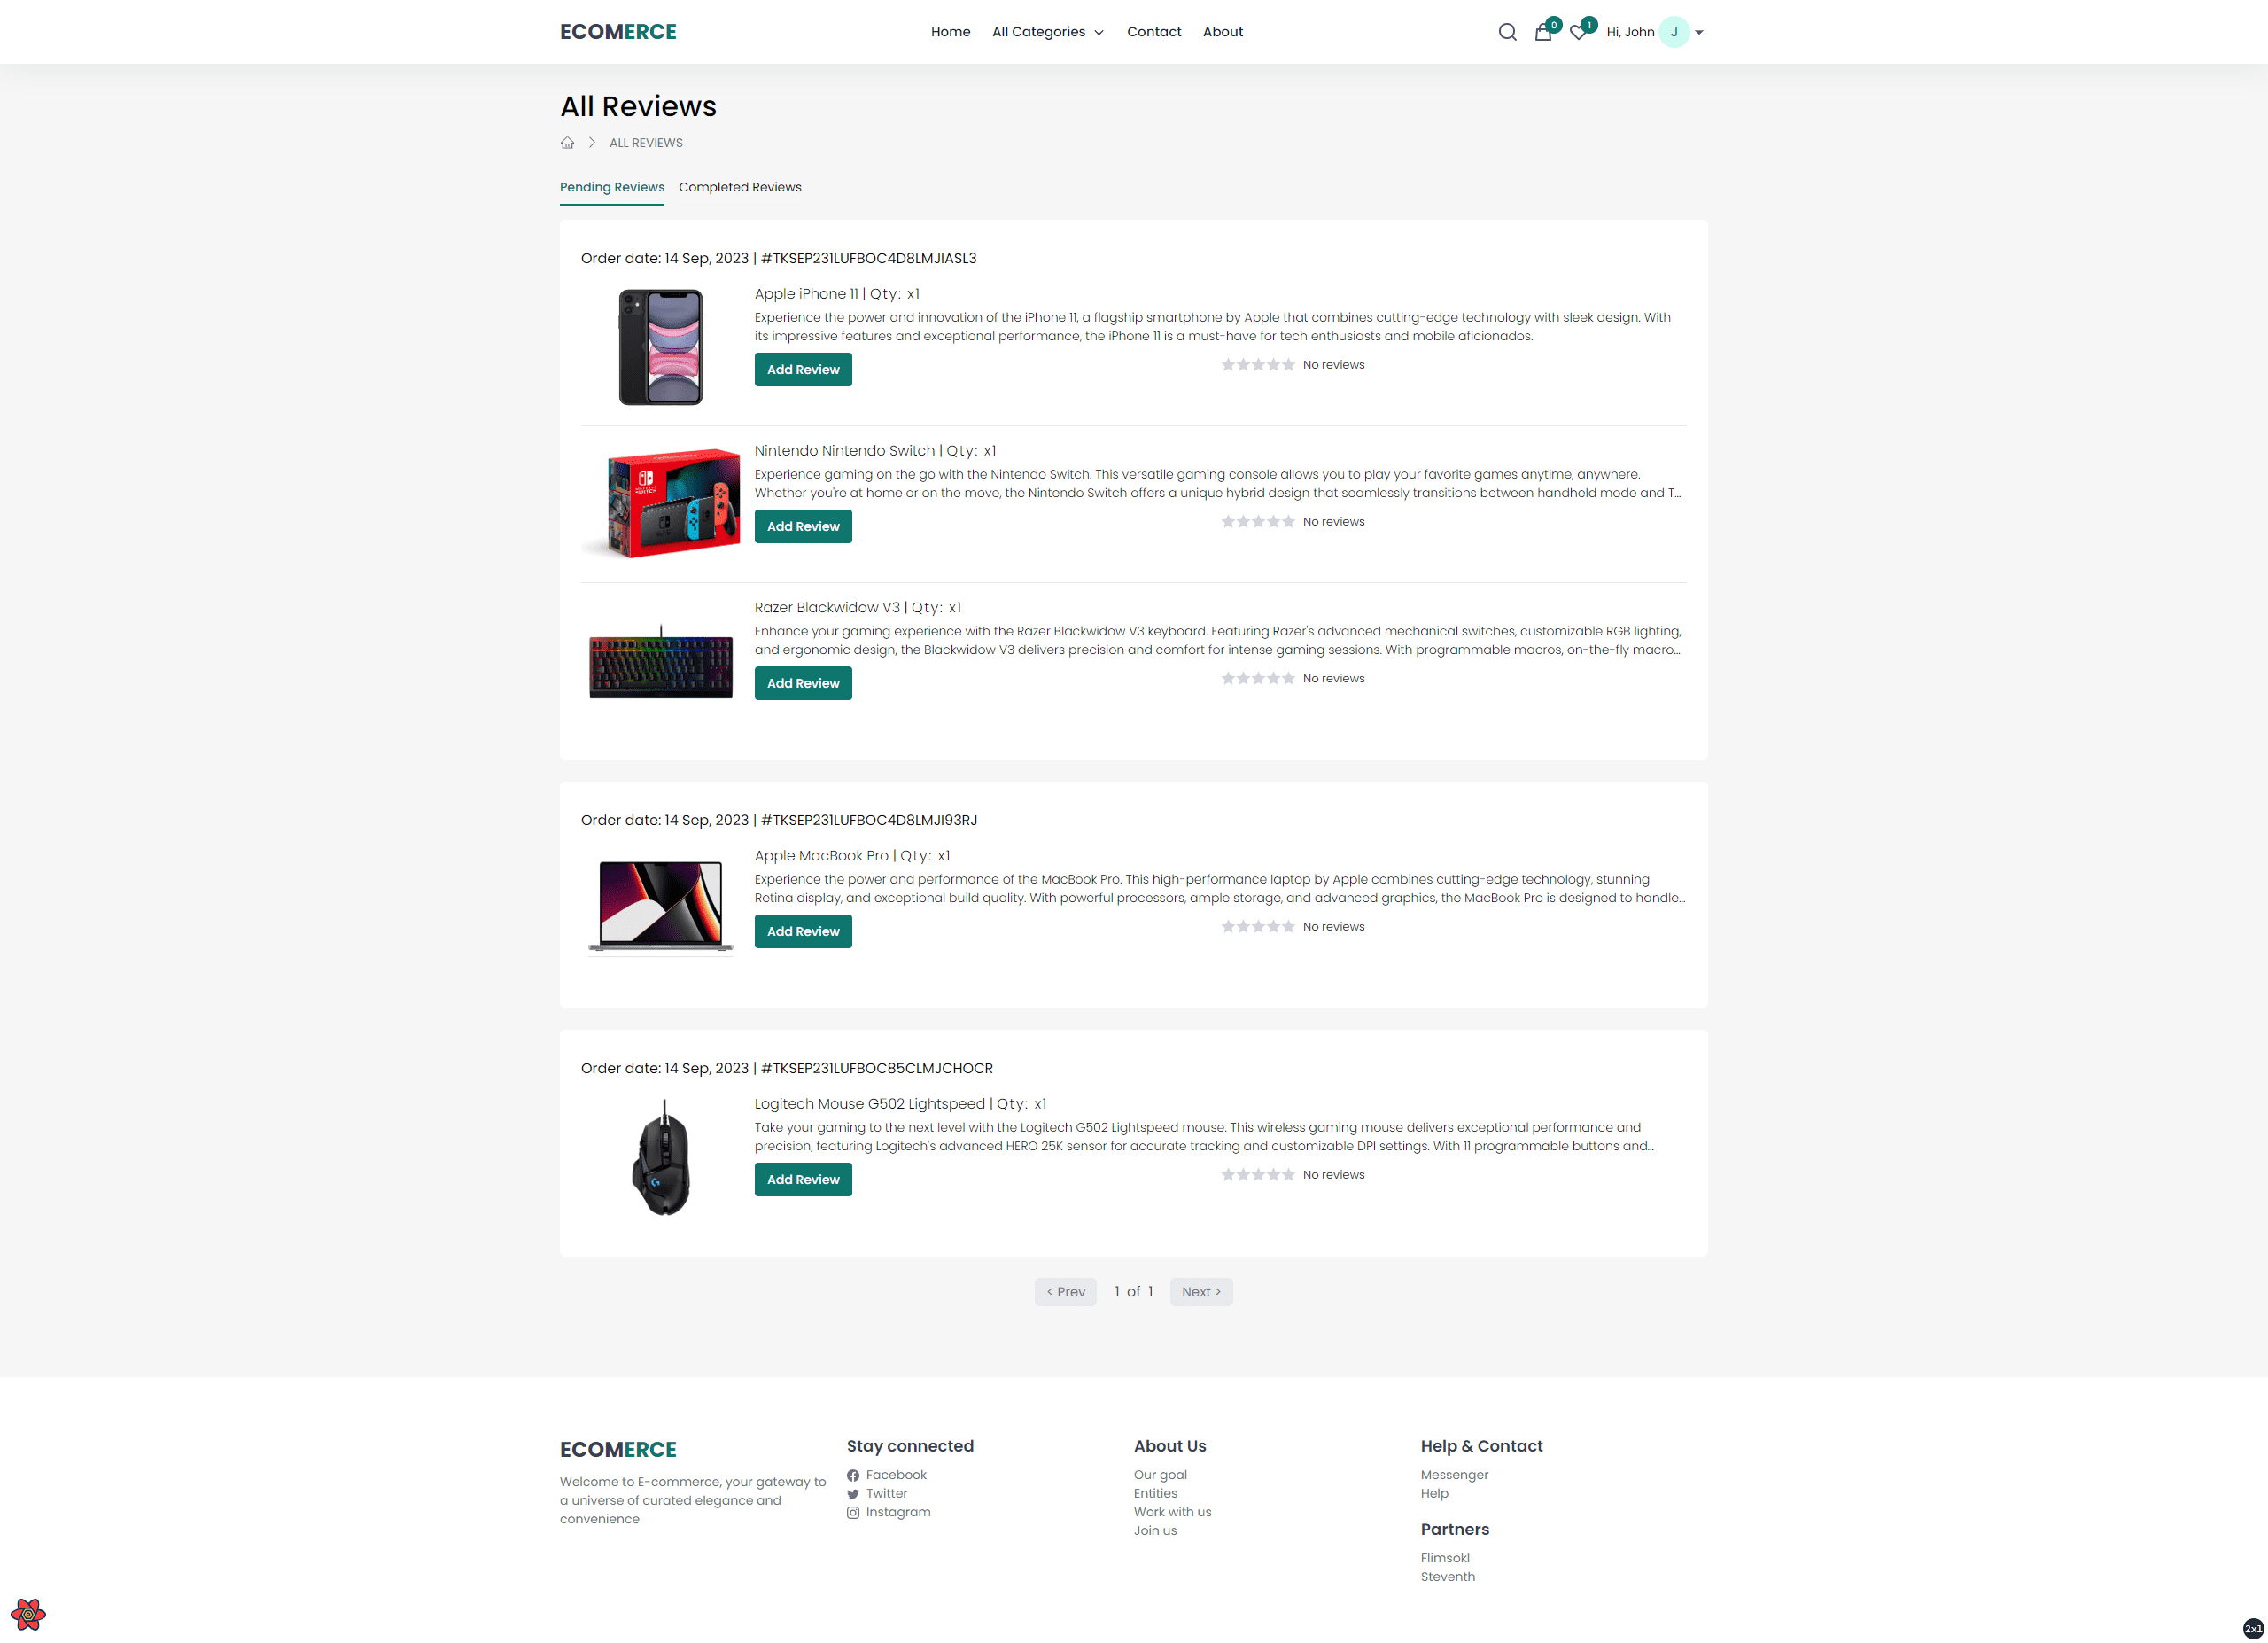 ECOMERCE
Home
All Categories
Contact
About
0
1
Hi, John
J
All Reviews
ALL REVIEWS
Pending Reviews
Completed Reviews
Order date: 14 Sep, 2023 | #TKSEP231LUFBOC4D8LMJIASL3
Apple iPhone 11 | Qty: x1
Experience the power and innovation of the iPhone 11, a flagship smartphone by Apple that combines cutting-edge technology with sleek design. With
its impressive features and exceptional performance, the iPhone 11 is a must-have for tech enthusiasts and mobile aficionados.
Add Review
No reviews
Nintendo Nintendo Switch | Qty: x1
Experience gaming on the go with the Nintendo Switch. This versatile gaming console allows you to play your favorite games anytime, anywhere.
Whether you're at home or on the move, the Nintendo Switch offers a unique hybrid design that seamlessly transitions between handheld mode and T...
Add Review
No reviews
Razer Blackwidow V3 | Qty: x1
Enhance your gaming experience with the Razer Blackwidow V3 keyboard. Featuring Razer's advanced mechanical switches, customizable RGB lighting,
and ergonomic design, the Blackwidow V3 delivers precision and comfort for intense gaming sessions. With programmable macros, on-the-fly macro...
Add Review
No reviews
Order date: 14 Sep, 2023 | #TKSEP231LUFBOC4D8LMJI93RJ
Apple MacBook Pro | Qty: x1
Experience the power and performance of the MacBook Pro. This high-performance laptop by Apple combines cutting-edge technology, stunning
Retina display, and exceptional build quality. With powerful processors, ample storage, and advanced graphics, the MacBook Pro is designed to handle...
Add Review
No reviews
Order date: 14 Sep, 2023 | #TKSEP231LUFBOC85CLMJCHOCR
Logitech Mouse G502 Lightspeed | Qty: x1
Take your gaming to the next level with the Logitech G502 Lightspeed mouse. This wireless gaming mouse delivers exceptional performance and
precision, featuring Logitech's advanced HERO 25K sensor for accurate tracking and customizable DPI settings. With 11 programmable buttons and...
Add Review
No reviews
< Prev
1 of 1
Next >
ECOMERCE
Welcome to E-commerce, your gateway to
a universe of curated elegance and
convenience
Stay connected
Facebook
Twitter
Instagram
About Us
Our goal
Entities
Work with us
Join us
Help & Contact
Messenger
Help
Partners
Flimsokl
Steventh
2x1